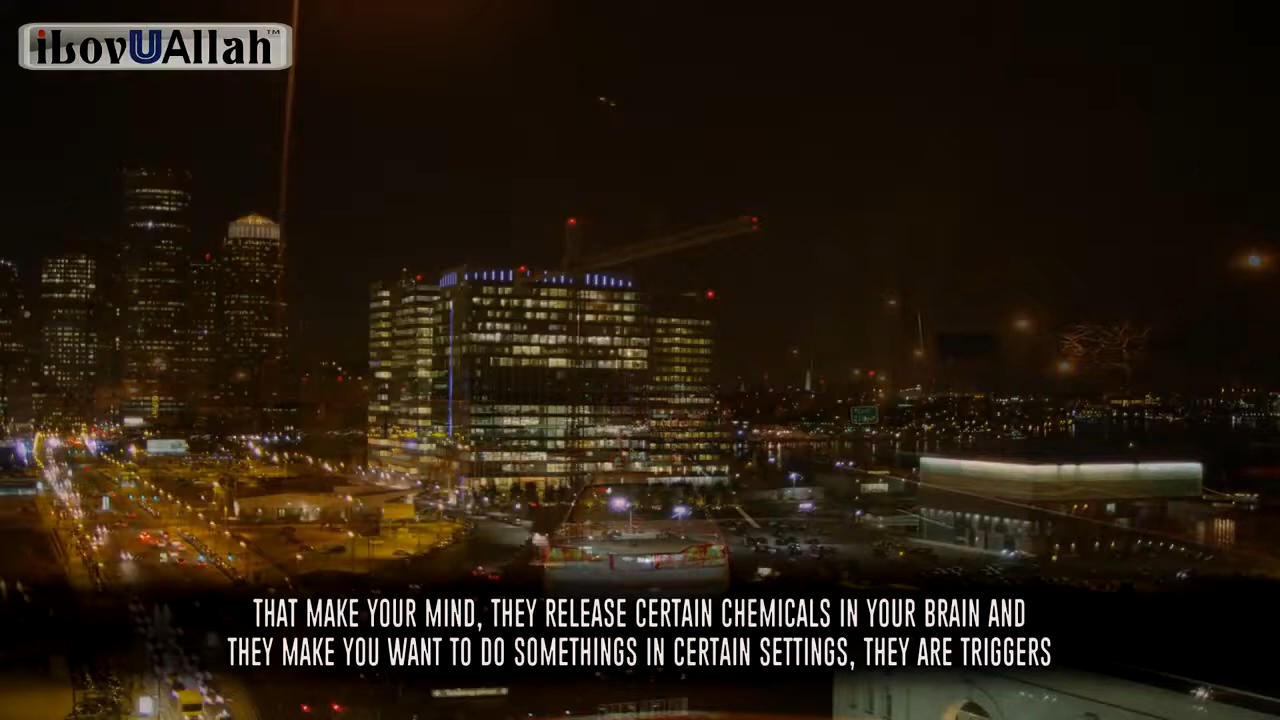 iLovUAllah™
THAT MAKE YOUR MIND, THEY RELEASE CERTAIN CHEMICALS IN YOUR BRAIN AND
THEY MAKE YOU WANT TO DO SOMETHINGS IN CERTAIN SETTINGS, THEY ARE TRIGGERS